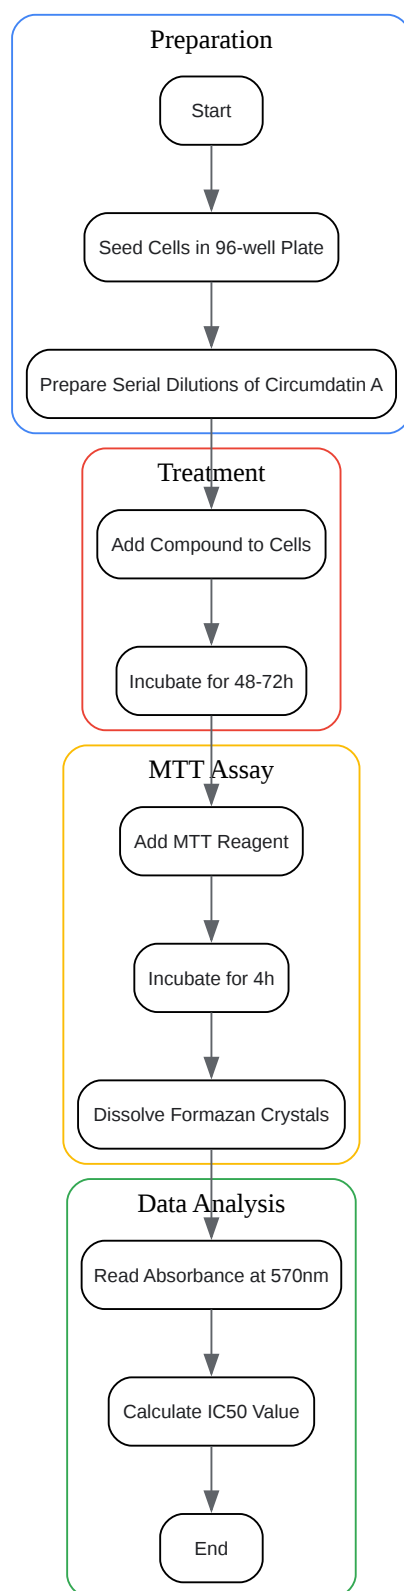 Preparation
Start
Seed Cells in 96-well Plate
Prepare Serial Dilutions of Circumdatin A
Treatment
Add Compound to Cells
Incubate for 48-72h
MTT Assay
Add MTT Reagent
Incubate for 4h
Dissolve Formazan Crystals
Data Analysis
Read Absorbance at 570nm
Calculate IC50 Value
End